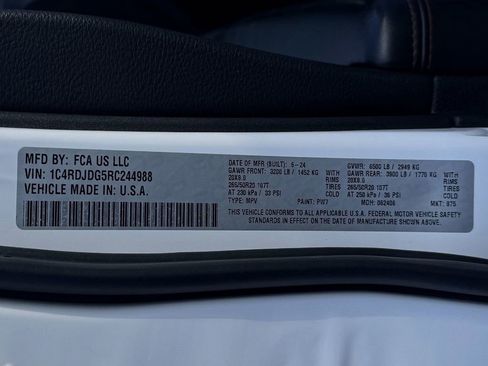 MFD BY: FCA US LLC
VIN: 1C4RDJDG5RC244988
VEHICLE MADE IN: U.S.A.
DATE OF MFR (BUILT): 5-24 GVWR: 6500 LB / 2949 KG
GAWR FRONT: 3200 LB / 1452 KG WITH GAWR REAR: 3900 LB / 1770 KG WITH
20X8.0 RIMS 20X8.0 RIMS
265/50R20 107T TIRES 265/50R20 107T TIRES
AT 230 kPa / 33 PSI COLD AT 250 kPa / 36 PSI COLD
TYPE: MPV PAINT: PW7 MDH: 052406 MKT: 875
THIS VEHICLE CONFORMS TO ALL APPLICABLE U.S.A. FEDERAL MOTOR VEHICLE SAFETY
STANDARDS IN EFFECT ON THE DATE OF MANUFACTURE SHOWN ABOVE.